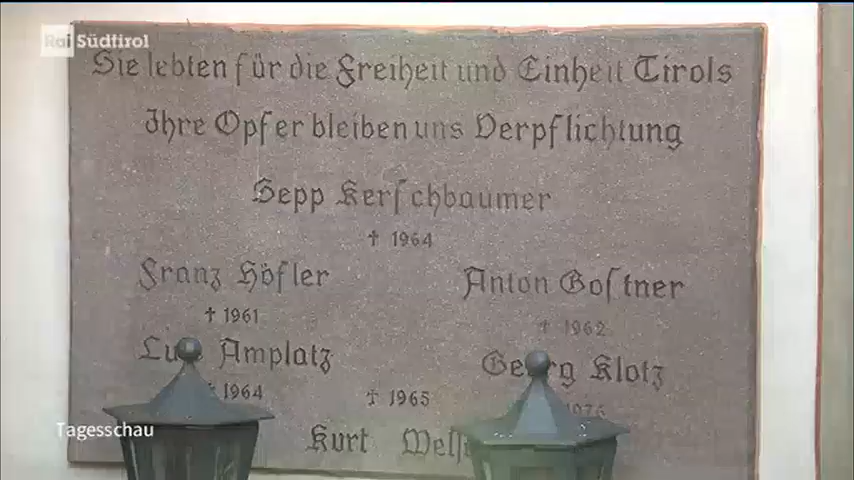 Rai Südtirol
Sie lebten für die Freiheit und Einheit Tirols
Ihre Opfer bleiben uns Verpflichtung
Sepp Kerschbaumer
† 1964
Franz Höfler
Anton Gostner
† 1961
† 1962
Amplatz
Klotz
† 1964
† 1965
1976
Kurt
Tagesschau